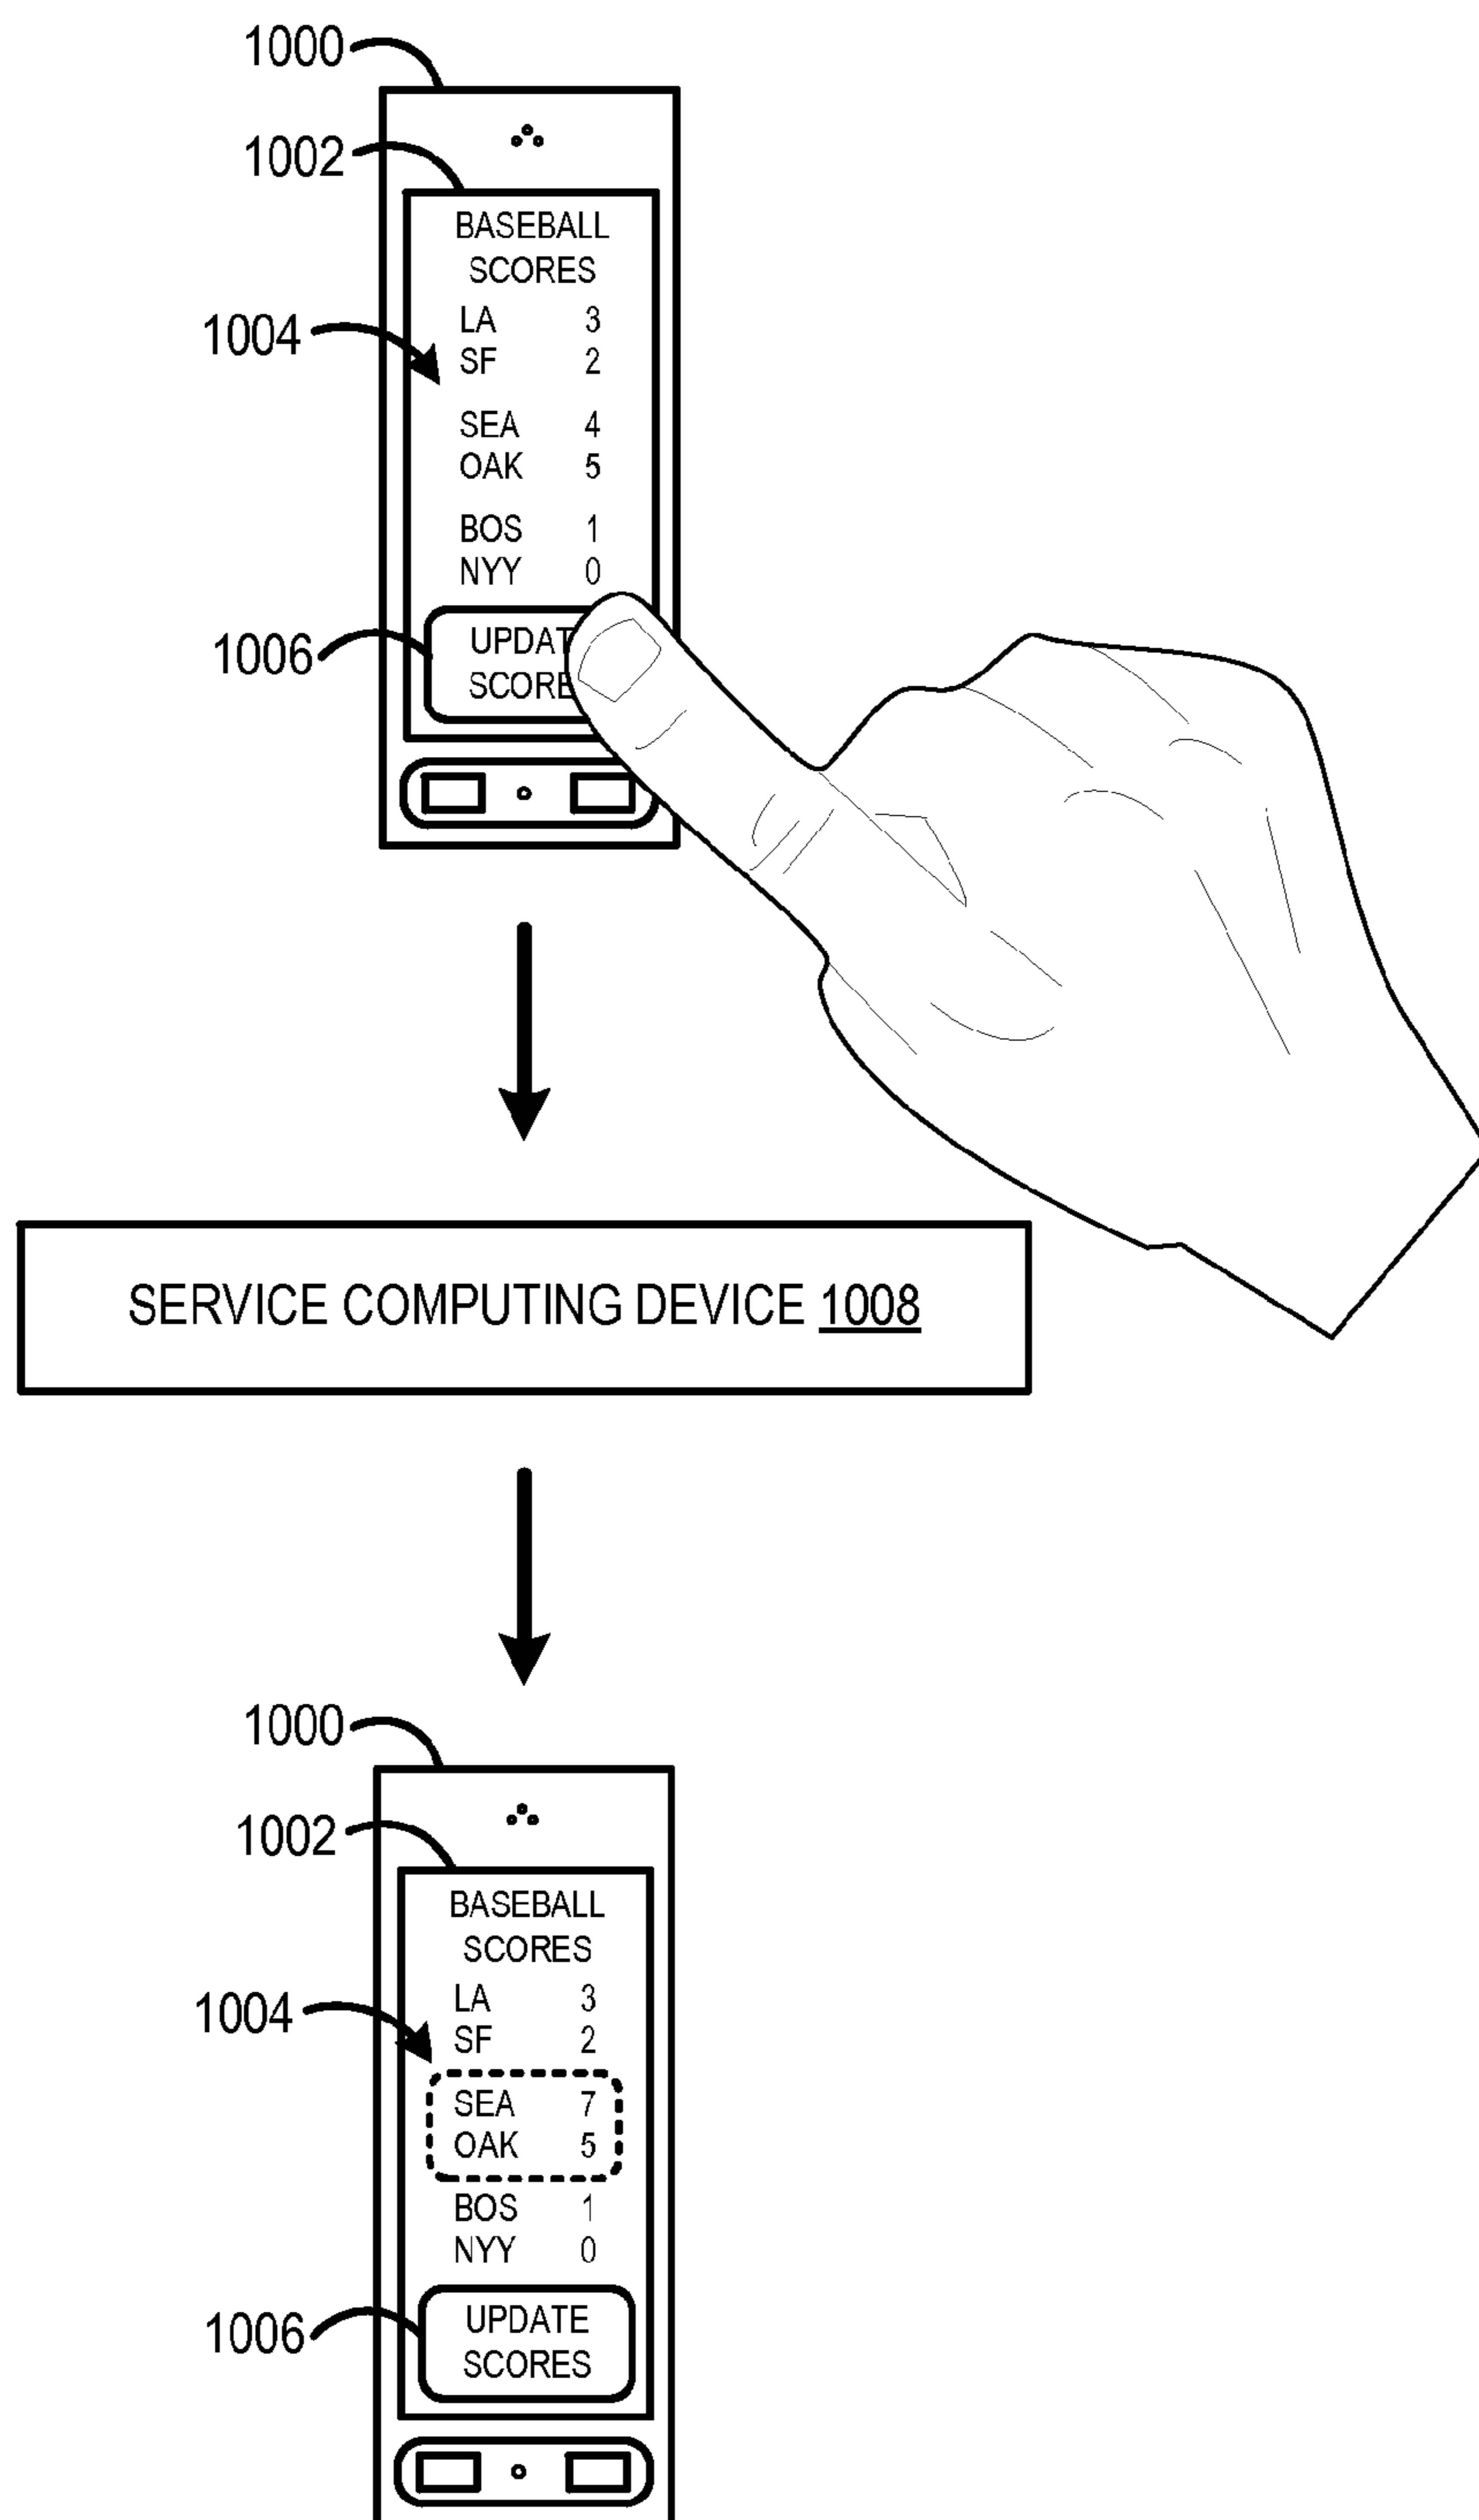 1000
1002
BASEBALL
SCORES
LA 3
SF 2
1004
SEA 4
OAK 5
BOS 1
NYY 0
1006
UPDAT
SCORE
SERVICE COMPUTING DEVICE 1008
1000
1002
BASEBALL
SCORES
LA 3
SF 2
1004
SEA 7
OAK 5
BOS 1
NYY 0
1006
UPDATE
SCORES